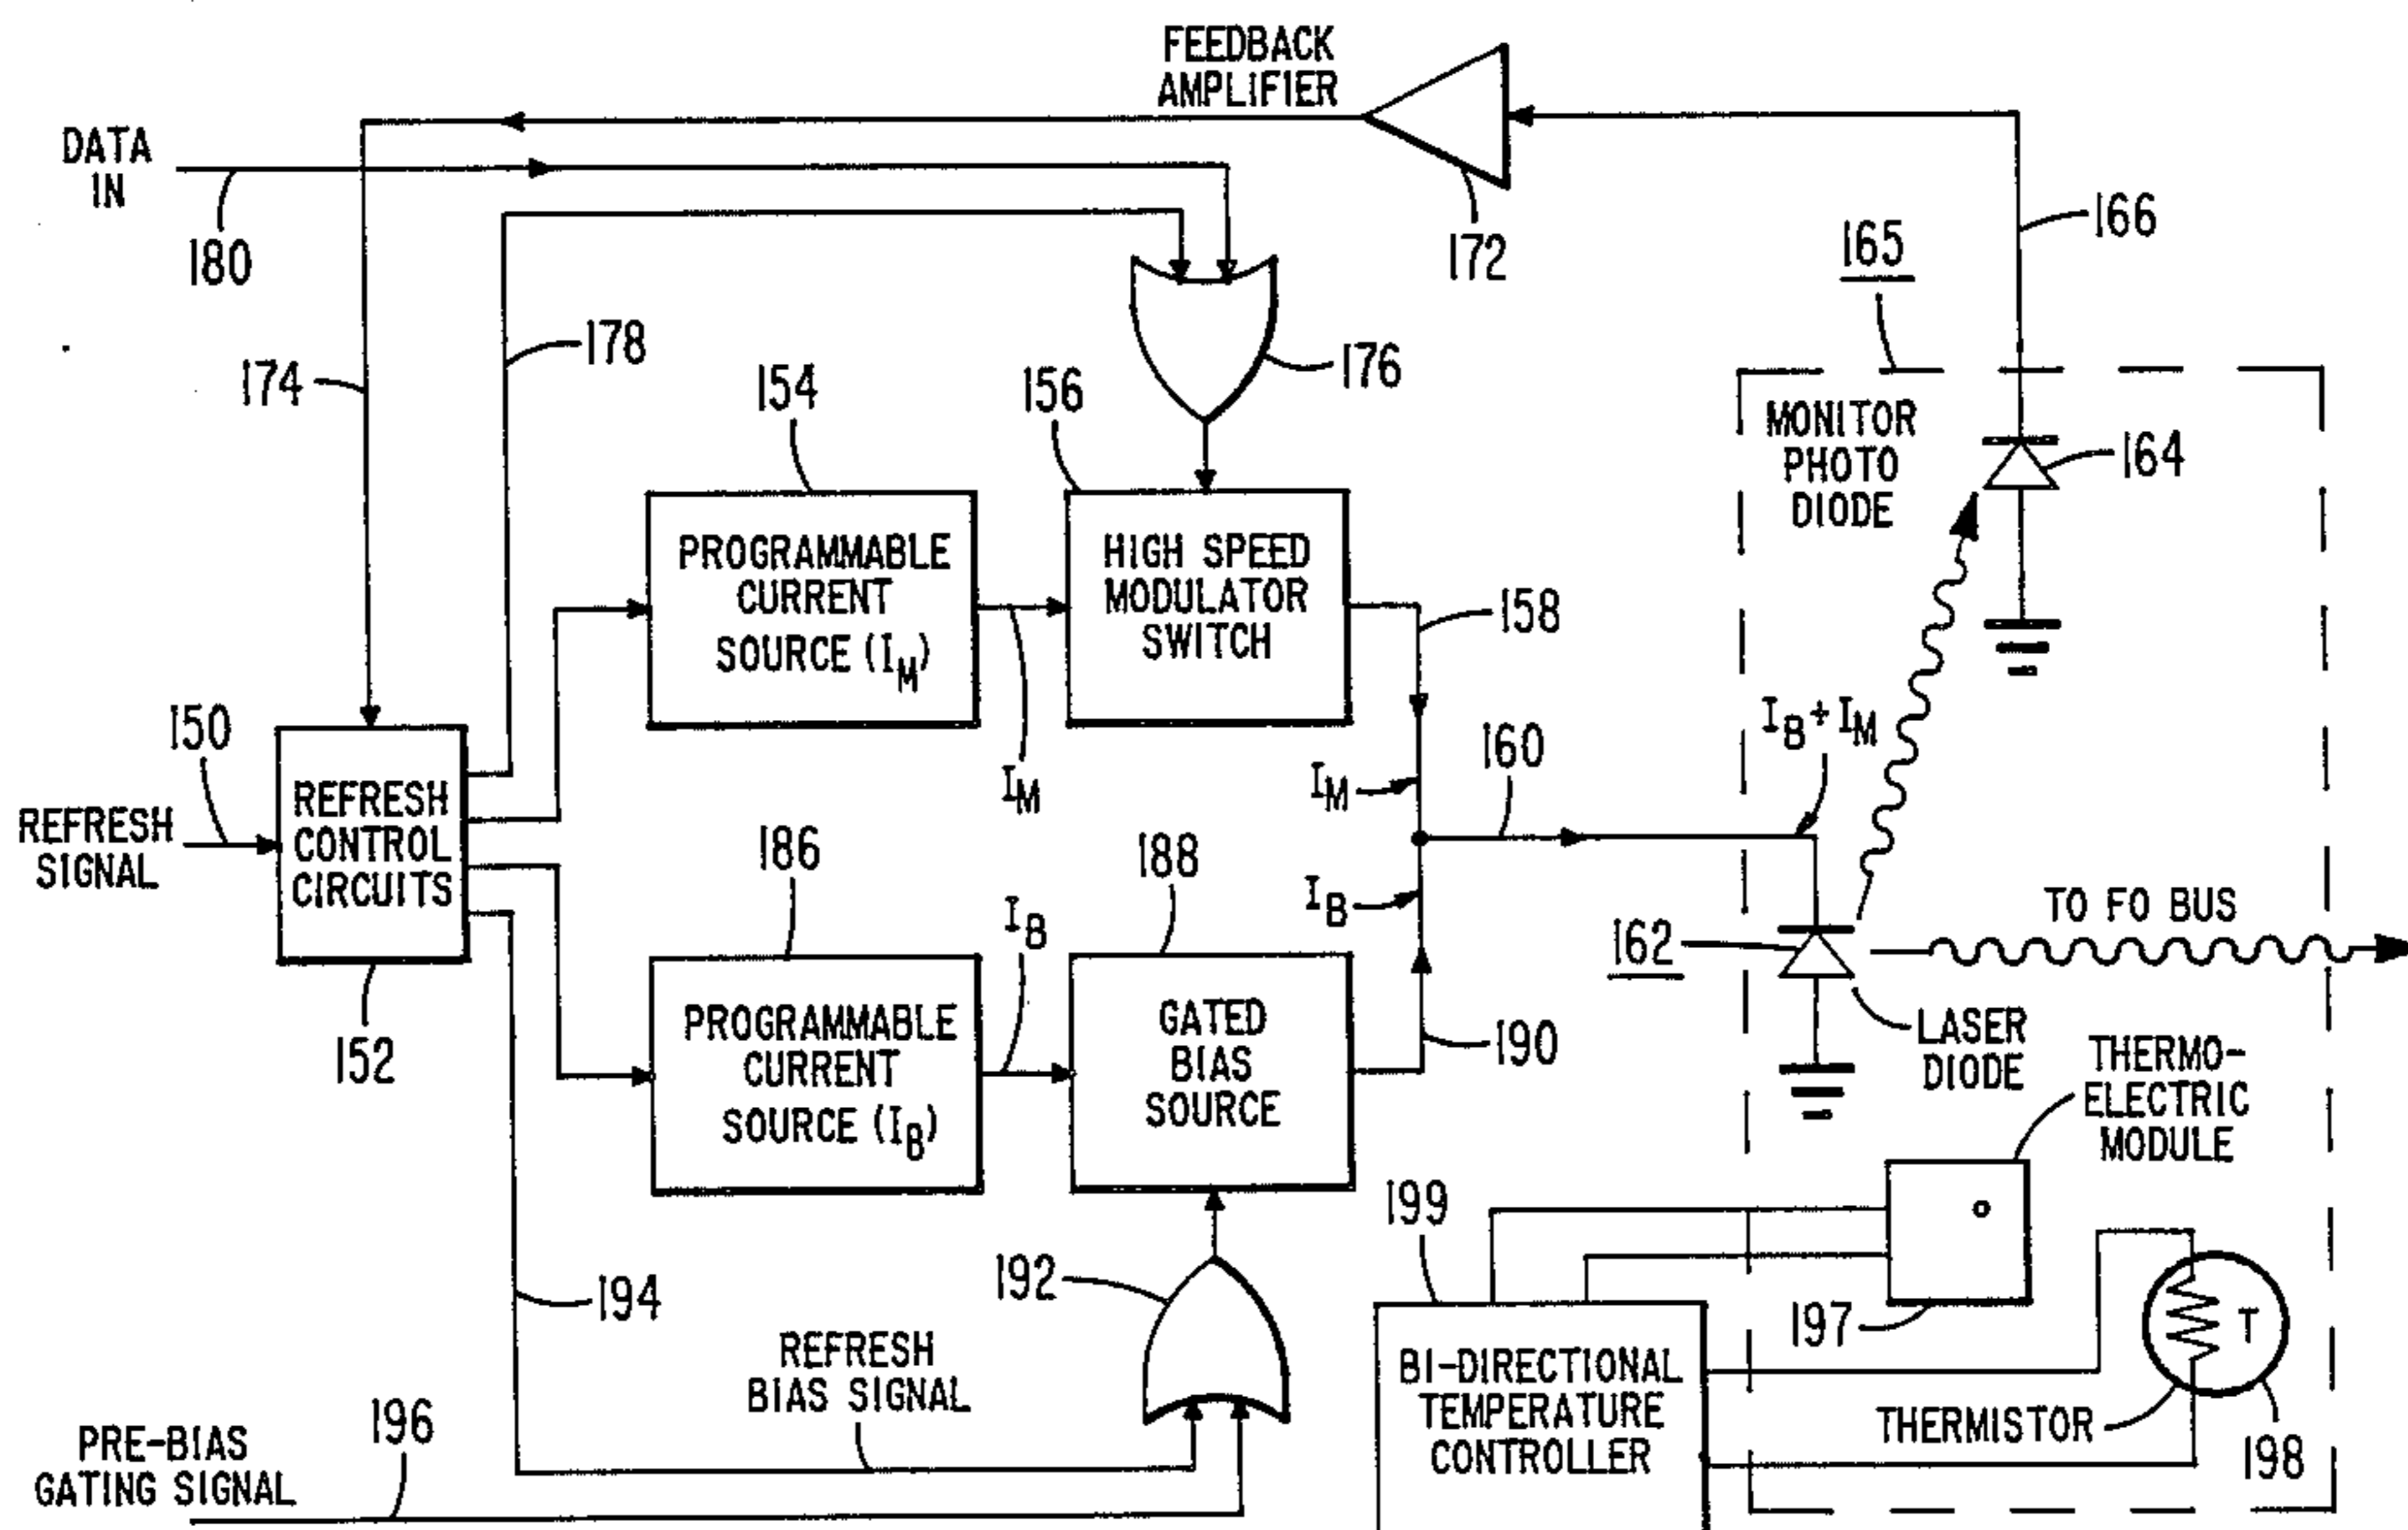 FEEDBACK
AMPLIFIER
DATA
IN
180
172
166
165
178
174
176
154
156
MONITOR
PHOTO
DIODE
164
PROGRAMMABLE
CURRENT
SOURCE (IM)
HIGH SPEED
MODULATOR
SWITCH
158
150
REFRESH
SIGNAL
REFRESH
CONTROL
CIRCUITS
152
IM
IM
160
IB+IM
186
188
IB
IB
162
TO FO BUS
PROGRAMMABLE
CURRENT
SOURCE (IB)
GATED
BIAS
SOURCE
190
LASER
DIODE
THERMO-
ELECTRIC
MODULE
199
192
194
197
T
REFRESH
BIAS SIGNAL
BI-DIRECTIONAL
TEMPERATURE
CONTROLLER
THERMISTOR
198
PRE-BIAS
GATING SIGNAL
196